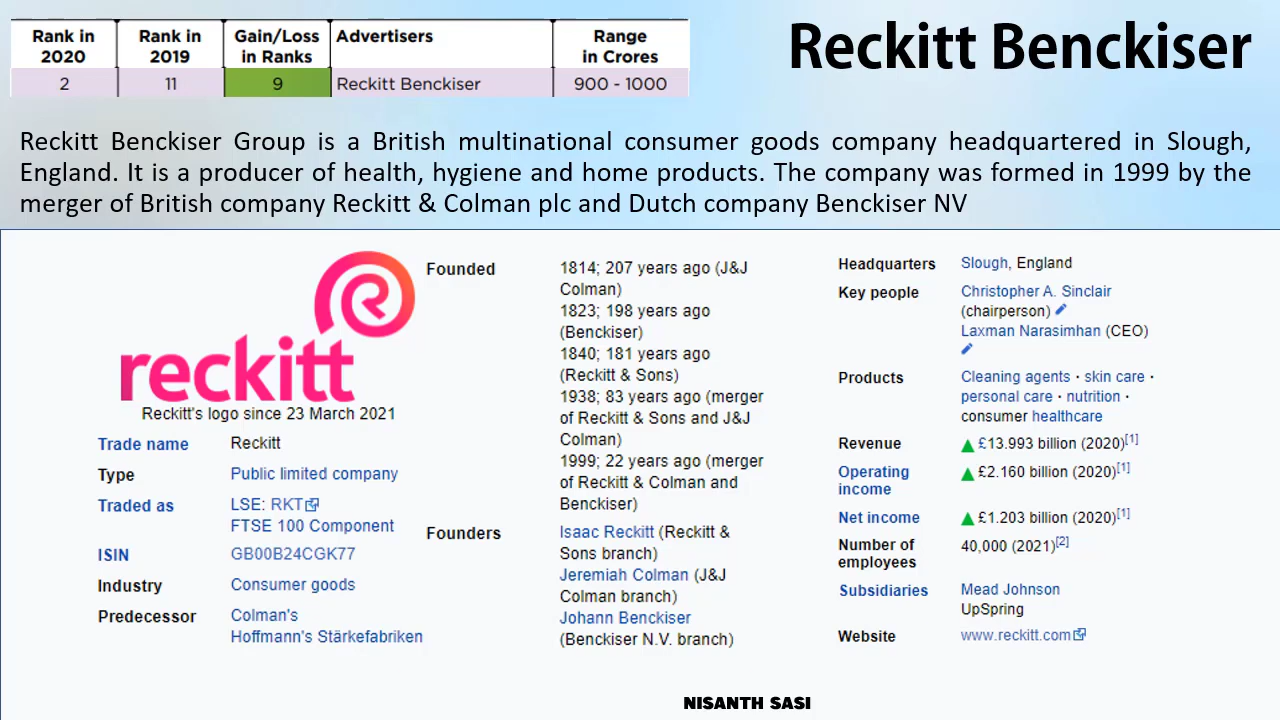 Rank in 2020 Rank in 2019 Gain/Loss in Ranks Advertisers Range in Crores
2 11 9 Reckitt Benckiser 900 - 1000
Reckitt Benckiser
Reckitt Benckiser Group is a British multinational consumer goods company headquartered in Slough,
England. It is a producer of health, hygiene and home products. The company was formed in 1999 by the
merger of British company Reckitt & Colman plc and Dutch company Benckiser NV
reckitt
Reckitt's logo since 23 March 2021
Trade name Reckitt
Type Public limited company
Traded as LSE: RKT
FTSE 100 Component
ISIN GB00B24CGK77
Industry Consumer goods
Predecessor Colman's
Hoffmann's Stärkefabriken
Founded 1814; 207 years ago (J&J
Colman)
1823; 198 years ago
(Benckiser)
1840; 181 years ago
(Reckitt & Sons)
1938; 83 years ago (merger
of Reckitt & Sons and J&J
Colman)
1999; 22 years ago (merger
of Reckitt & Colman and
Benckiser)
Founders Isaac Reckitt (Reckitt &
Sons branch)
Jeremiah Colman (J&J
Colman branch)
Johann Benckiser
(Benckiser N.V. branch)
Headquarters Slough, England
Key people Christopher A. Sinclair
(chairperson)
Laxman Narasimhan (CEO)
Products Cleaning agents · skin care ·
personal care · nutrition ·
consumer healthcare
Revenue ▲ £13.993 billion (2020)[1]
Operating income ▲ £2.160 billion (2020)[1]
Net income ▲ £1.203 billion (2020)[1]
Number of employees 40,000 (2021)[2]
Subsidiaries Mead Johnson
UpSpring
Website www.reckitt.com
NISANTH SASI